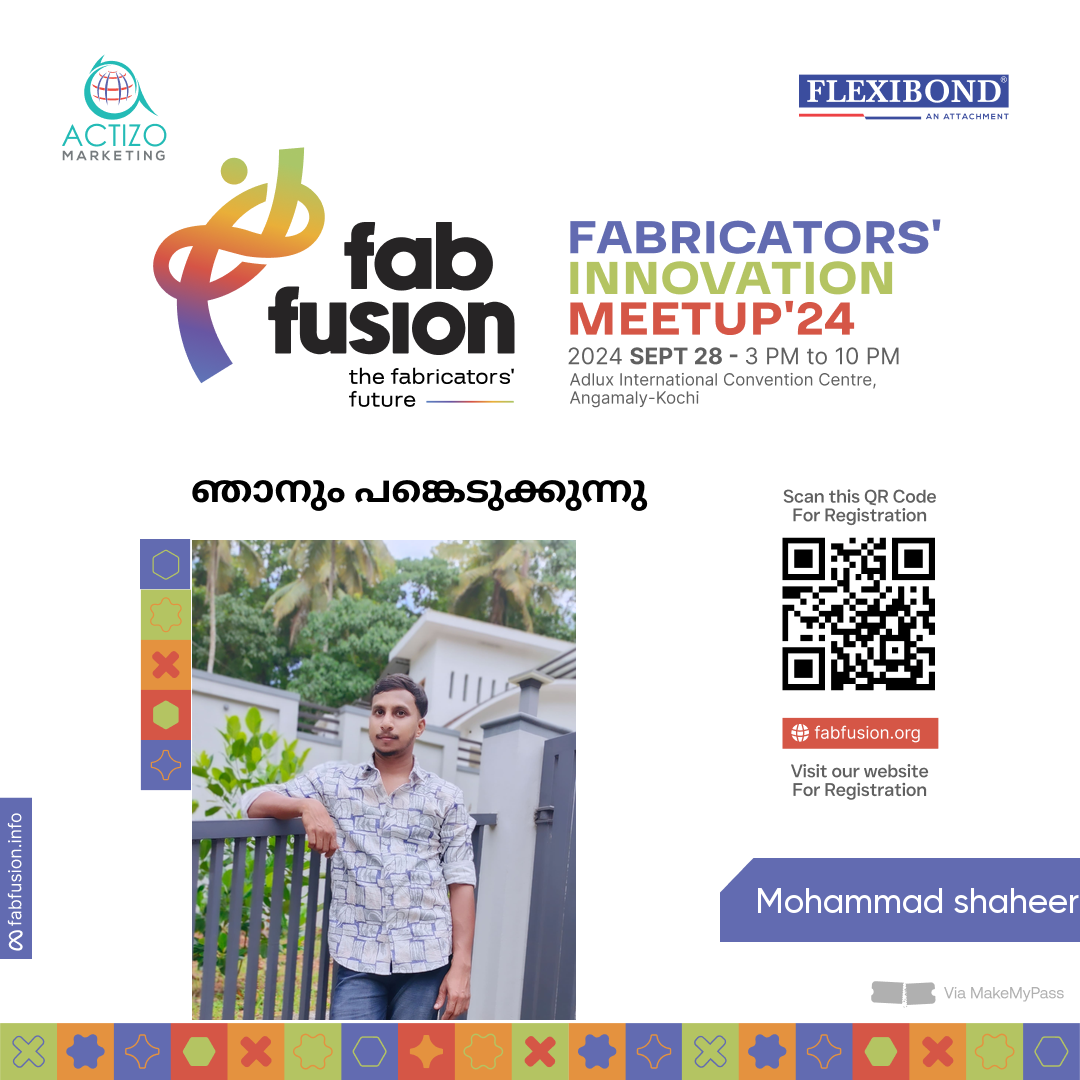 ACTIZO
MARKETING
FLEXIBOND®
AN ATTACHMENT
fab
fusion
the fabricators'
future
FABRICATORS'
INNOVATION
MEETUP'24
2024 SEPT 28 - 3 PM to 10 PM
Adlux International Convention Centre,
Angamaly-Kochi
ഞാനും പങ്കെടുക്കുന്നു
Scan this QR Code
For Registration
fabfusion.org
Visit our website
For Registration
fabfusion.info
Mohammad shaheer
Via MakeMyPass